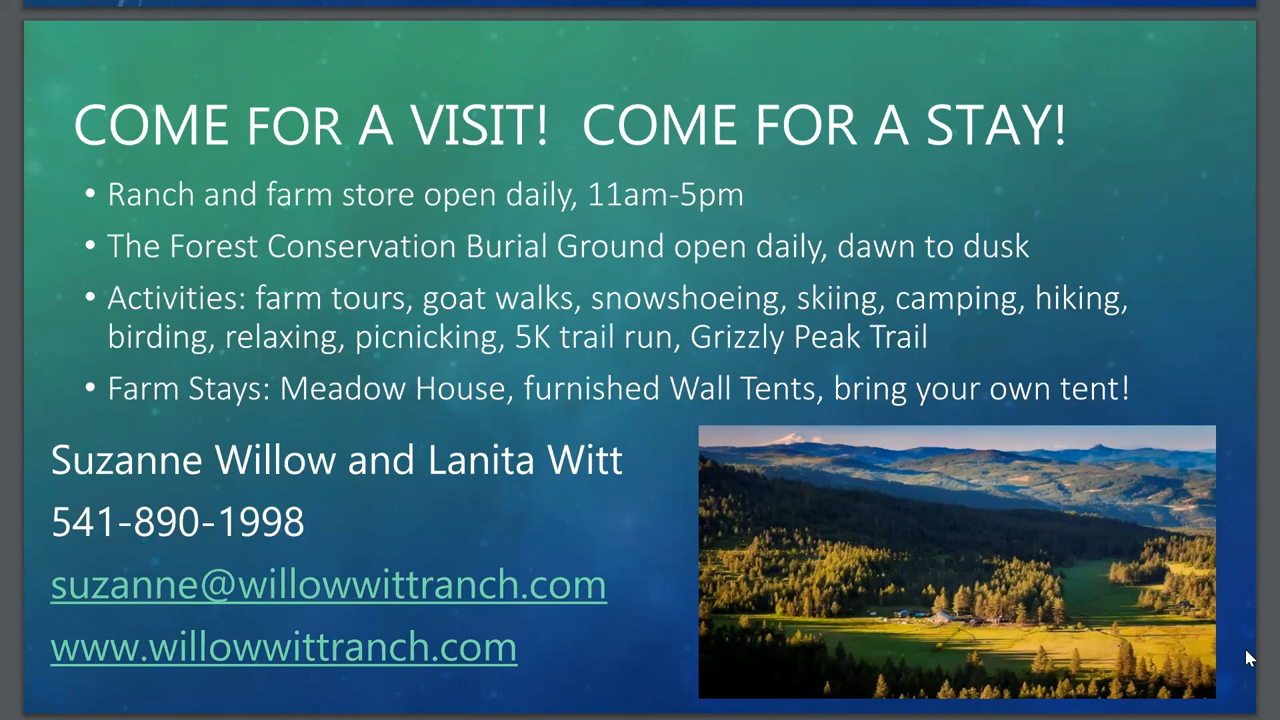 COME FOR A VISIT!  COME FOR A STAY!
• Ranch and farm store open daily, 11am-5pm
• The Forest Conservation Burial Ground open daily, dawn to dusk
• Activities: farm tours, goat walks, snowshoeing, skiing, camping, hiking,
birding, relaxing, picnicking, 5K trail run, Grizzly Peak Trail
• Farm Stays: Meadow House, furnished Wall Tents, bring your own tent!
Suzanne Willow and Lanita Witt
541-890-1998
suzanne@willowwittranch.com
www.willowwittranch.com